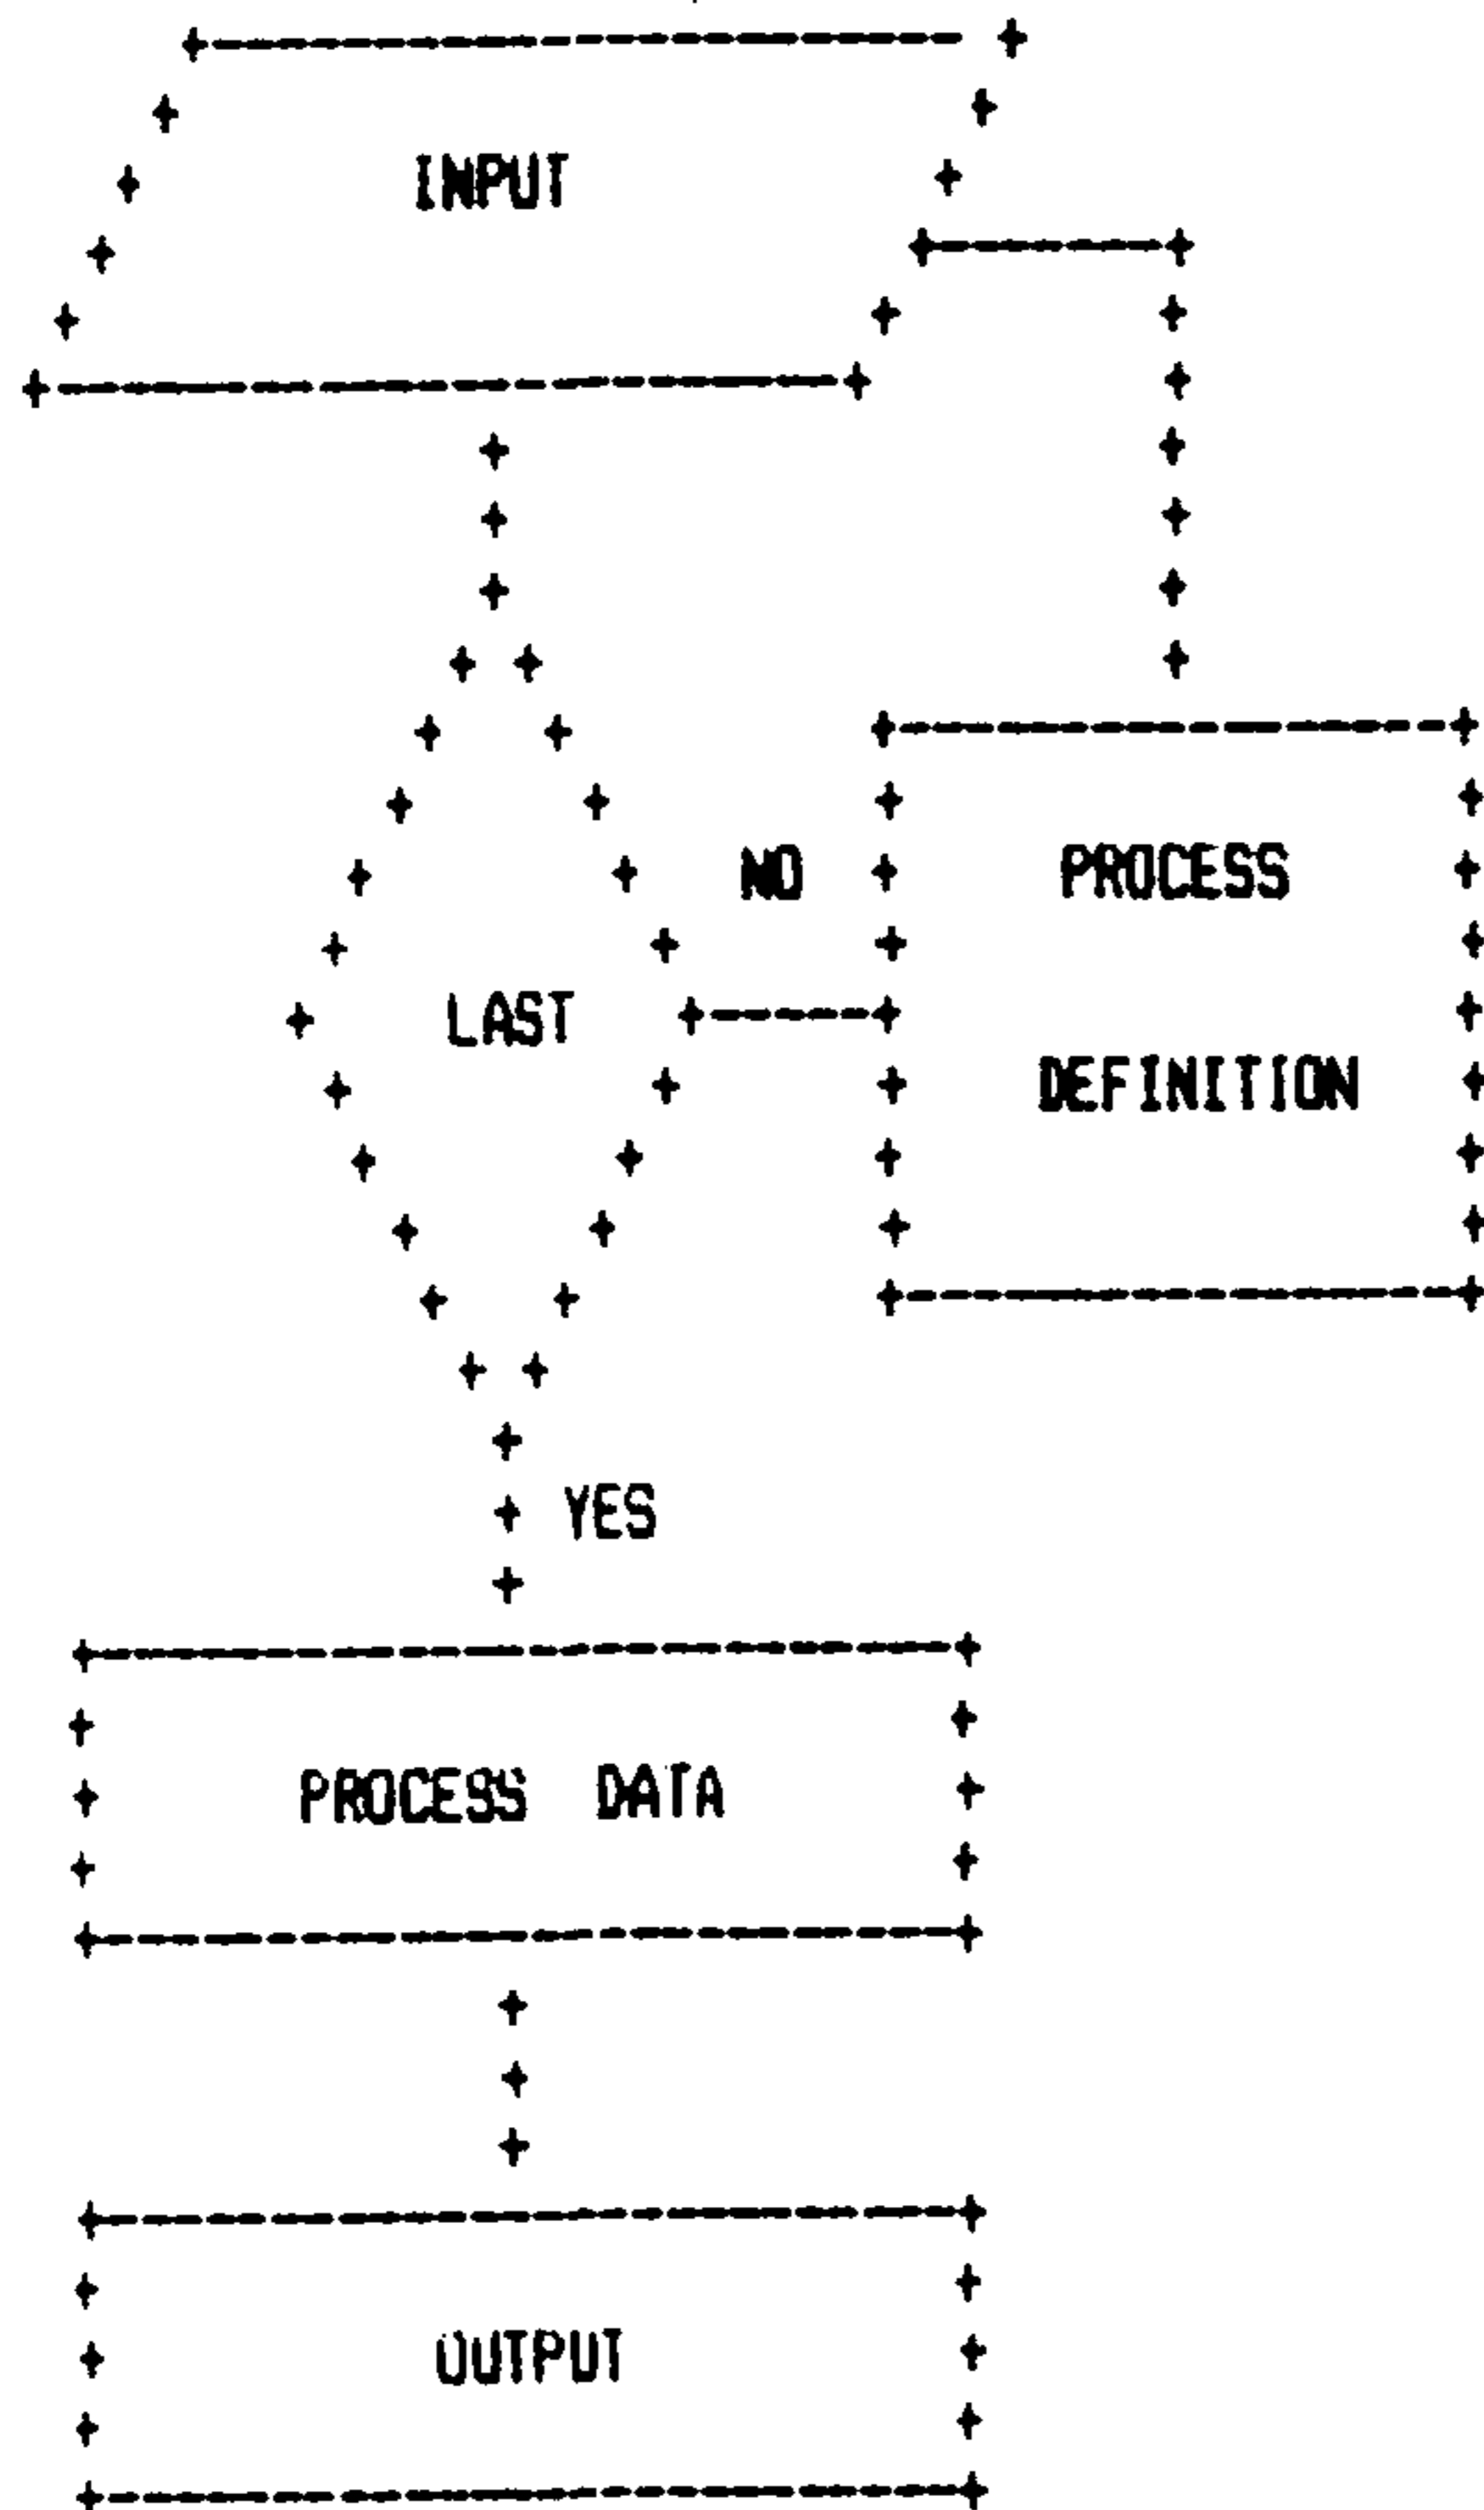 INPUT
NO
PROCESS
LAST
DEFINITION
YES
PROCESS DATA
OUTPUT